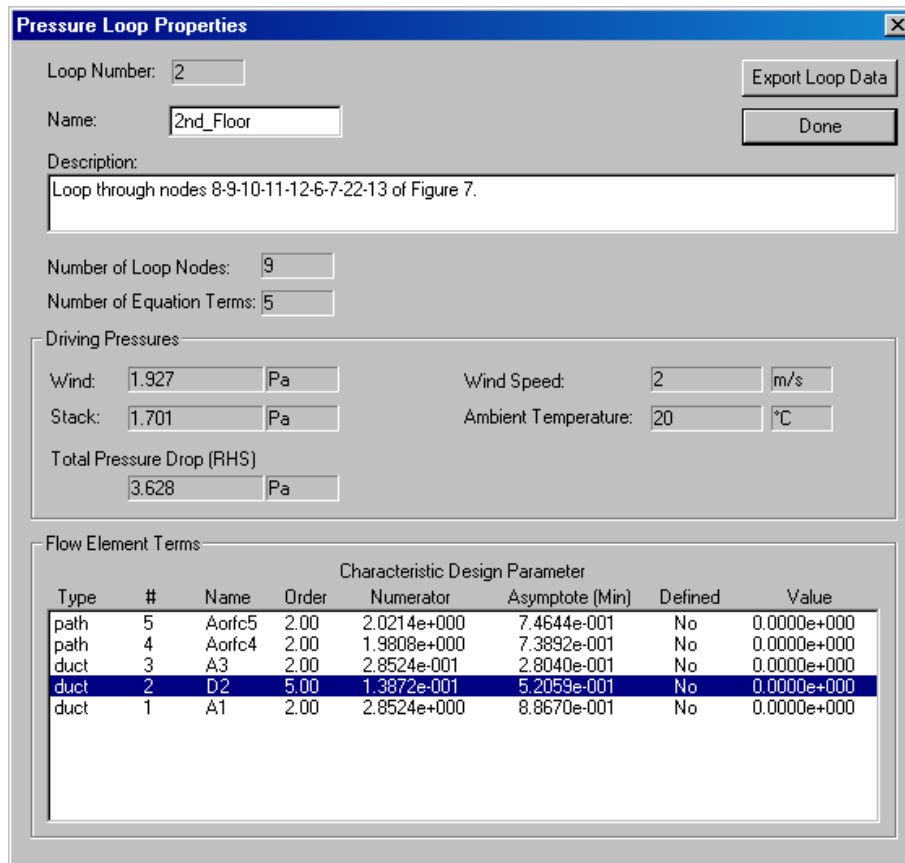 Pressure Loop Properties
Loop Number: 2
Export Loop Data
Name: 2nd_Floor
Done
Description:
Loop through nodes 8-9-10-11-12-6-7-22-13 of Figure 7.
Number of Loop Nodes: 9
Number of Equation Terms: 5
Driving Pressures
Wind: 1.927 Pa Wind Speed: 2 m/s
Stack: 1.701 Pa Ambient Temperature: 20 °C
Total Pressure Drop (RHS)
3.628 Pa
Flow Element Terms
Characteristic Design Parameter
Type # Name Order Numerator Asymptote (Min) Defined Value
path 5 Aorfc5 2.00 2.0214e+000 7.4644e-001 No 0.0000e+000
path 4 Aorfc4 2.00 1.9808e+000 7.3892e-001 No 0.0000e+000
duct 3 A3 2.00 2.8524e-001 2.8040e-001 No 0.0000e+000
duct 2 D2 5.00 1.3872e-001 5.2059e-001 No 0.0000e+000
duct 1 A1 2.00 2.8524e+000 8.8670e-001 No 0.0000e+000